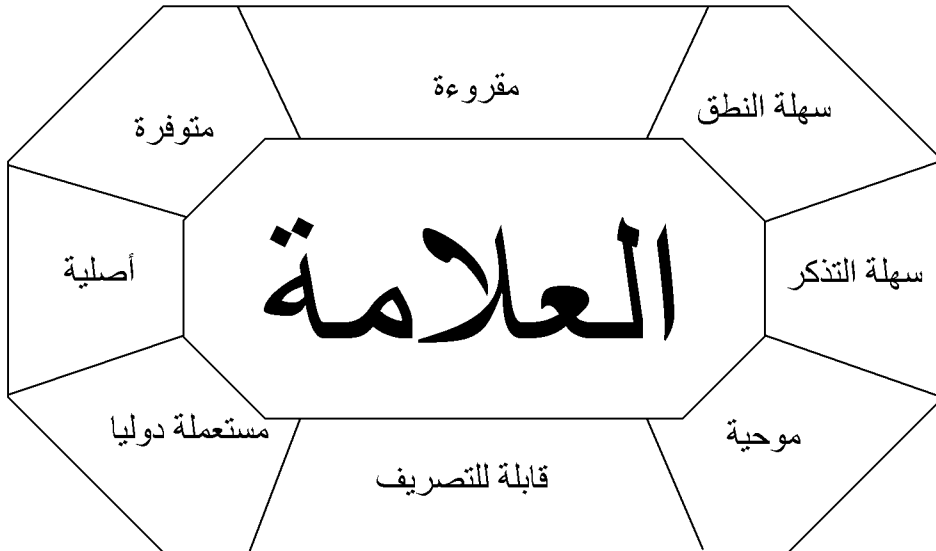 مقروءة
سهلة النطق
متوفرة
العلامة
سهلة التذكر
أصلية
موحية
مستعملة دوليا
قابلة للتصريف